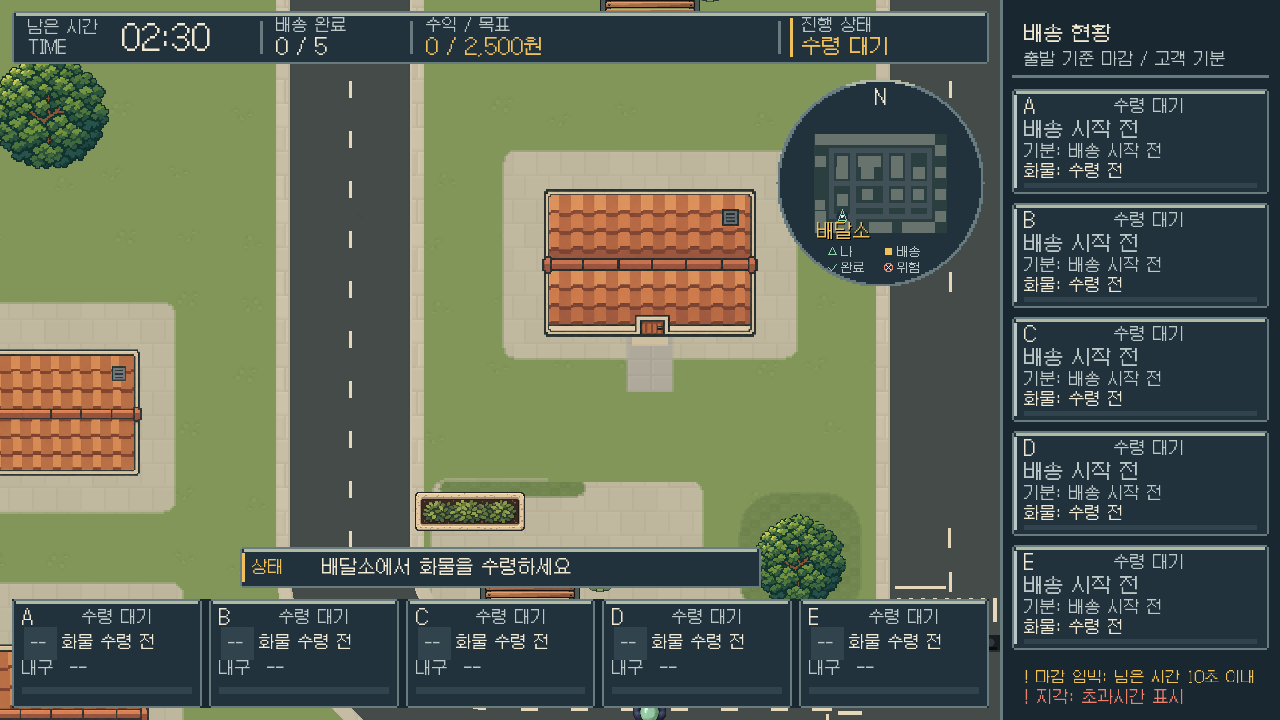 남은 시간
TIME
02:30
배송 완료
0 / 5
수익 / 목표
0 / 2,500원
진행 상태
수령 대기
N
배달소
나
배송
완료
위험
배송 현황
출발 기준 마감 / 고객 기분
A 수령 대기
배송 시작 전
기분: 배송 시작 전
화물: 수령 전
B 수령 대기
배송 시작 전
기분: 배송 시작 전
화물: 수령 전
C 수령 대기
배송 시작 전
기분: 배송 시작 전
화물: 수령 전
D 수령 대기
배송 시작 전
기분: 배송 시작 전
화물: 수령 전
E 수령 대기
배송 시작 전
기분: 배송 시작 전
화물: 수령 전
! 마감 임박: 남은 시간 10초 이내
! 지각: 초과시간 표시
상태 배달소에서 화물을 수령하세요
A 수령 대기
-- 화물 수령 전
내구 --
B 수령 대기
-- 화물 수령 전
내구 --
C 수령 대기
-- 화물 수령 전
내구 --
D 수령 대기
-- 화물 수령 전
내구 --
E 수령 대기
-- 화물 수령 전
내구 --